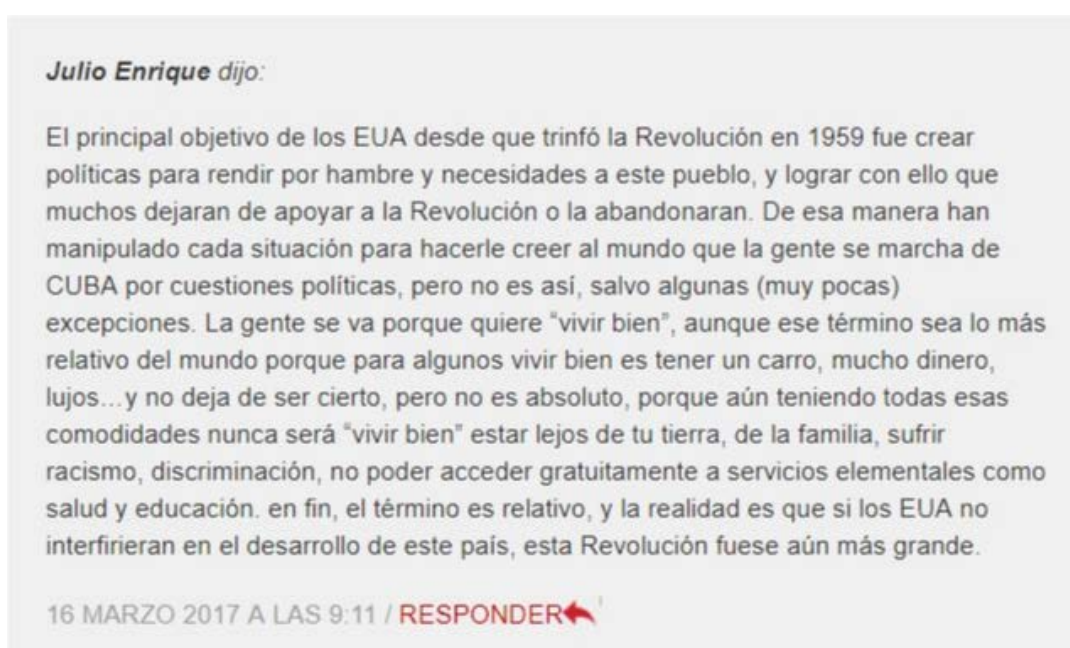 Julio Enrique dijo:
El principal objetivo de los EUA desde que trinfó la Revolución en 1959 fue crear
políticas para rendir por hambre y necesidades a este pueblo, y lograr con ello que
muchos dejaran de apoyar a la Revolución o la abandonaran. De esa manera han
manipulado cada situación para hacerle creer al mundo que la gente se marcha de
CUBA por cuestiones políticas, pero no es así, salvo algunas (muy pocas)
excepciones. La gente se va porque quiere “vivir bien”, aunque ese término sea lo más
relativo del mundo porque para algunos vivir bien es tener un carro, mucho dinero,
lujos...y no deja de ser cierto, pero no es absoluto, porque aún teniendo todas esas
comodidades nunca será “vivir bien” estar lejos de tu tierra, de la familia, sufrir
racismo, discriminación, no poder acceder gratuitamente a servicios elementales como
salud y educación. en fin, el término es relativo, y la realidad es que si los EUA no
interfirieran en el desarrollo de este país, esta Revolución fuese aún más grande.
16 MARZO 2017 A LAS 9:11 / RESPONDER